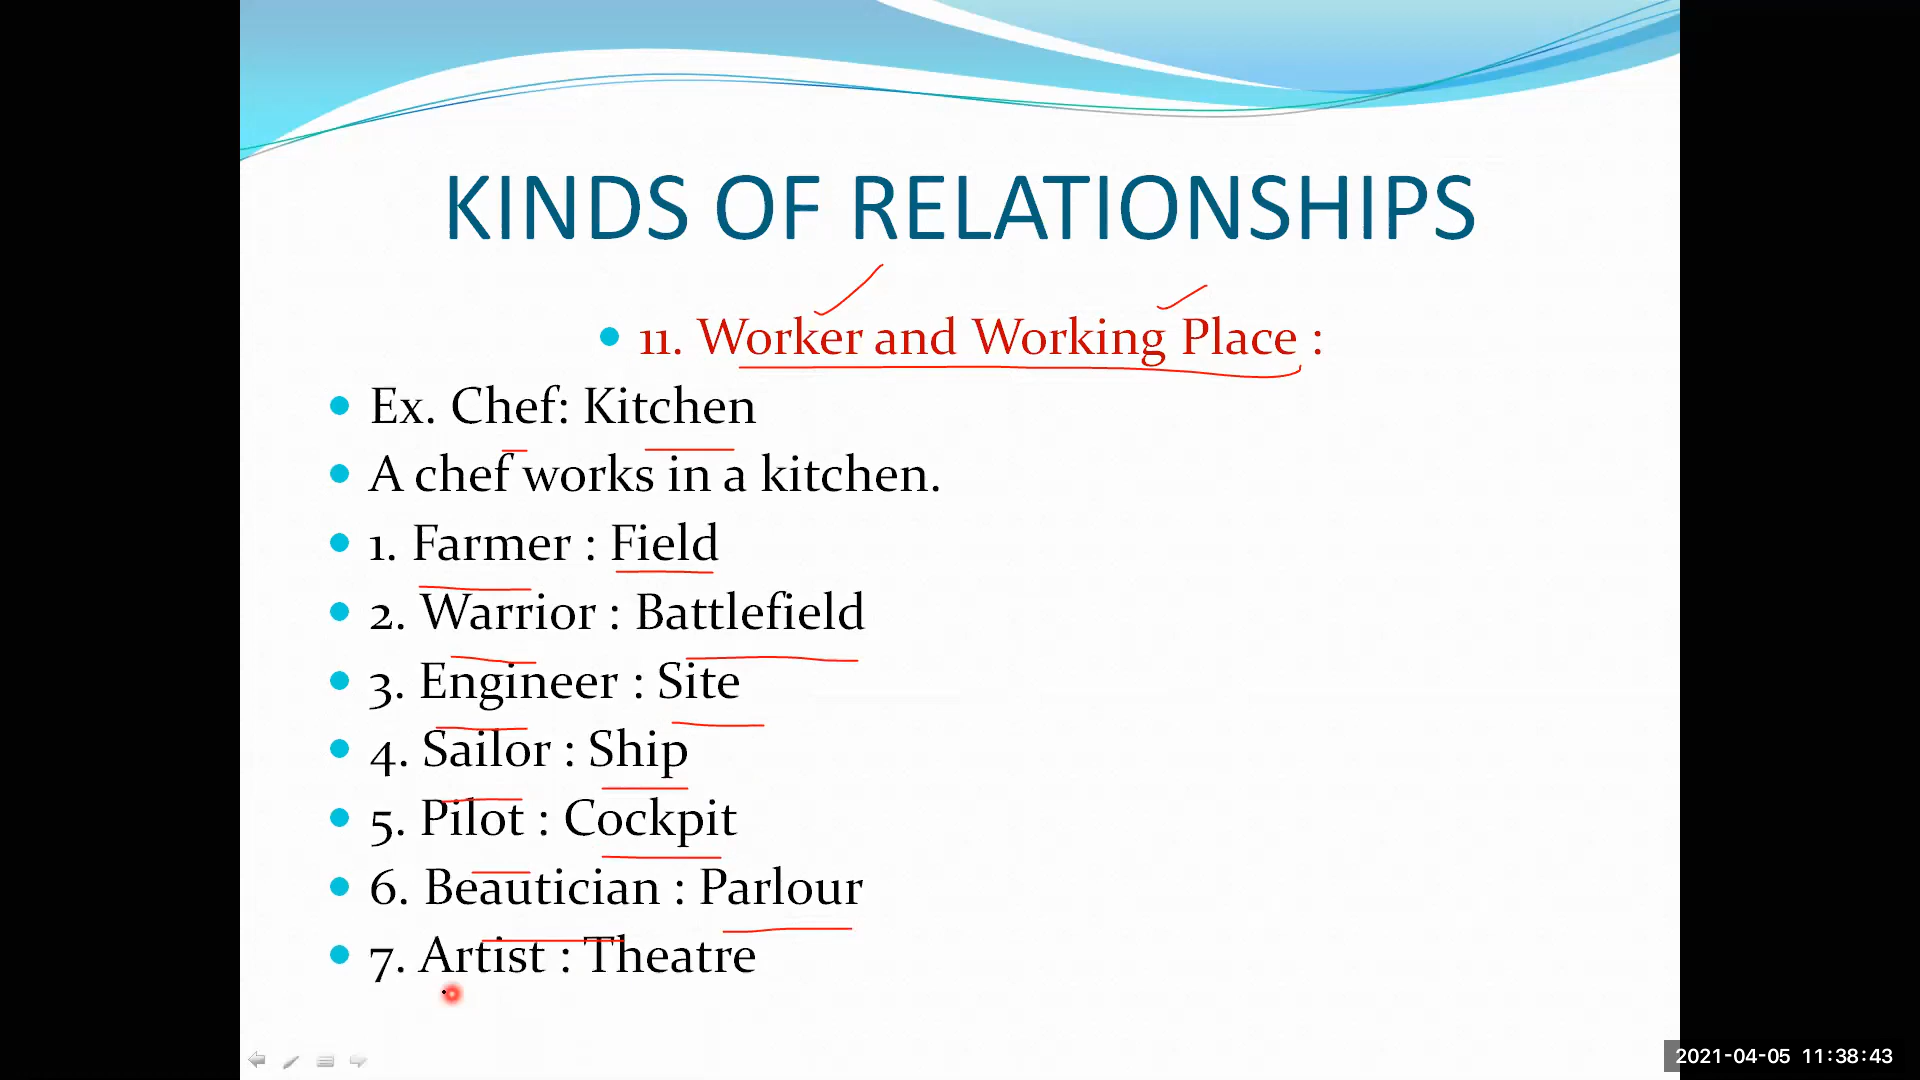 KINDS OF RELATIONSHIPS
11. Worker and Working Place :
Ex. Chef: Kitchen
A chef works in a kitchen.
1. Farmer : Field
2. Warrior : Battlefield
3. Engineer : Site
4. Sailor : Ship
5. Pilot : Cockpit
6. Beautician : Parlour
7. Artist : Theatre
2021-04-05 11:38:43